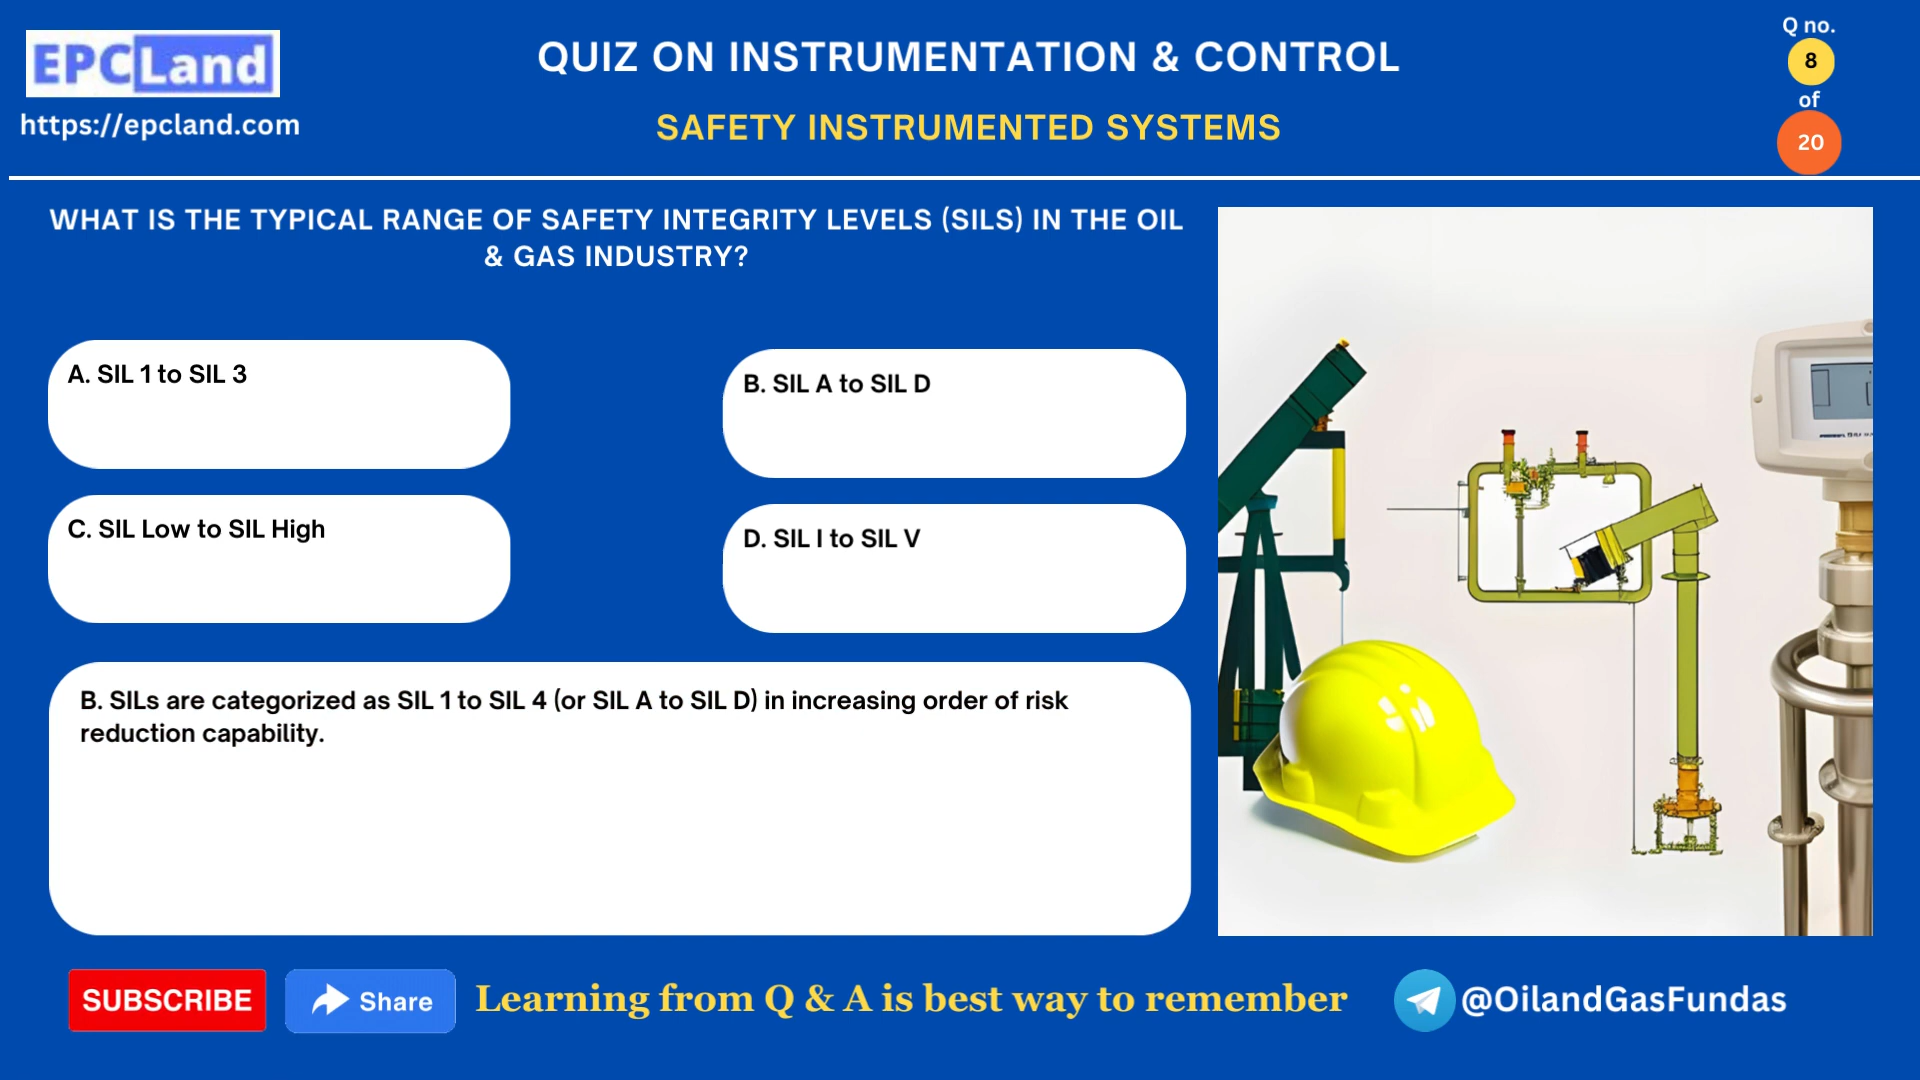 EPCLand
https://epcland.com
QUIZ ON INSTRUMENTATION & CONTROL
SAFETY INSTRUMENTED SYSTEMS
Q no.
8
of
20
WHAT IS THE TYPICAL RANGE OF SAFETY INTEGRITY LEVELS (SILS) IN THE OIL
& GAS INDUSTRY?
A. SIL 1 to SIL 3
B. SIL A to SIL D
C. SIL Low to SIL High
D. SIL I to SIL V
B. SILs are categorized as SIL 1 to SIL 4 (or SIL A to SIL D) in increasing order of risk
reduction capability.
SUBSCRIBE
Share
Learning from Q & A is best way to remember
@OilandGasFundas